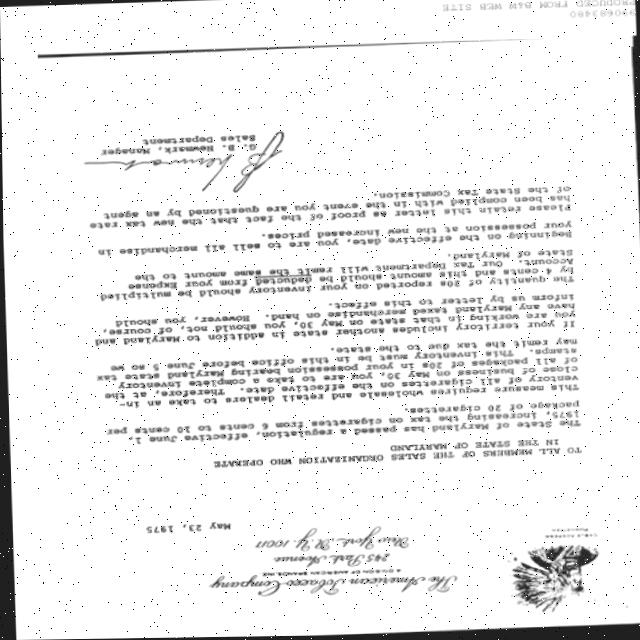 The American Tobacco Company
A DIVISION OF AMERICAN BRANDS, INC.
245 Park Avenue
New York, N.Y. 10017
May 23, 1975
TO ALL MEMBERS OF THE SALES ORGANIZATION WHO OPERATE
IN THE STATE OF MARYLAND
The State of Maryland has passed a regulation, effective June 1,
1975, increasing the tax on cigarettes from 6 cents to 10 cents per
package of 20 cigarettes.
This measure requires wholesale and retail dealers to take an in-
ventory of all cigarettes on the effective date. Therefore, at the
close of business on May 30, you are to take a complete inventory
of all packages of 20s in your possession bearing Maryland state tax
stamps. This inventory must be in this office before June 5 so we
may remit the tax due to the state.
If your territory includes another state in addition to Maryland and
you are working in that state on May 30, you should not, of course,
have any Maryland taxed merchandise on hand. However, you should
inform us by letter to this effect.
The quantity of 20s reported on your inventory should be multiplied
by 4 cents and this amount should be deducted from your Expense
Account. Our Tax Department will remit the same amount to the
State of Maryland.
Beginning on the effective date, you are to sell all merchandise in
your possession at the new increased prices.
Please retain this letter as proof of the fact that the new tax rate
has been complied with in the event you are questioned by an agent
of the State Tax Commission.
G. B. Newmark, Manager
Sales Department
PRODUCED FROM B&W WEB SITE